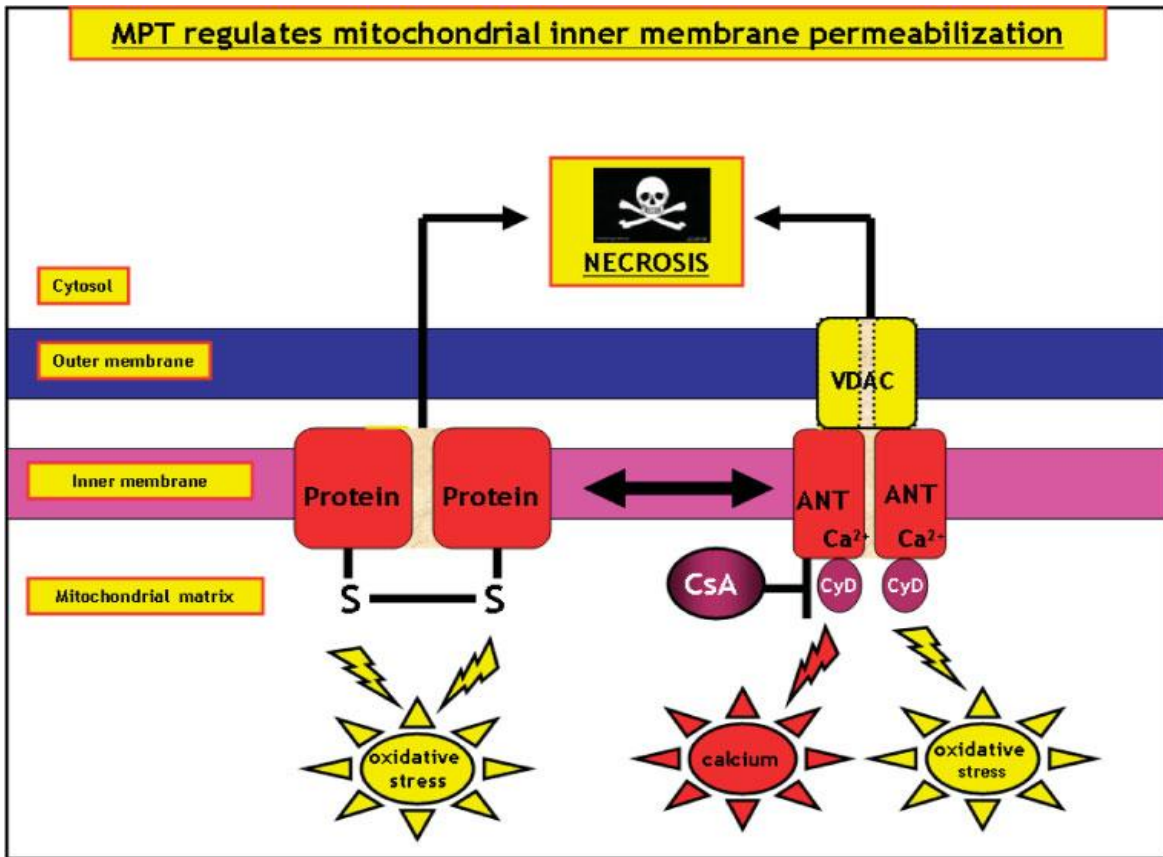 MPT regulates mitochondrial inner membrane permeabilization
NECROSIS
Cytosol
Outer membrane
VDAC
Inner membrane
Protein
Protein
ANT
ANT
Ca²⁺
Ca²⁺
Mitochondrial matrix
S
S
CsA
CyD
CyD
oxidative
stress
calcium
oxidative
stress